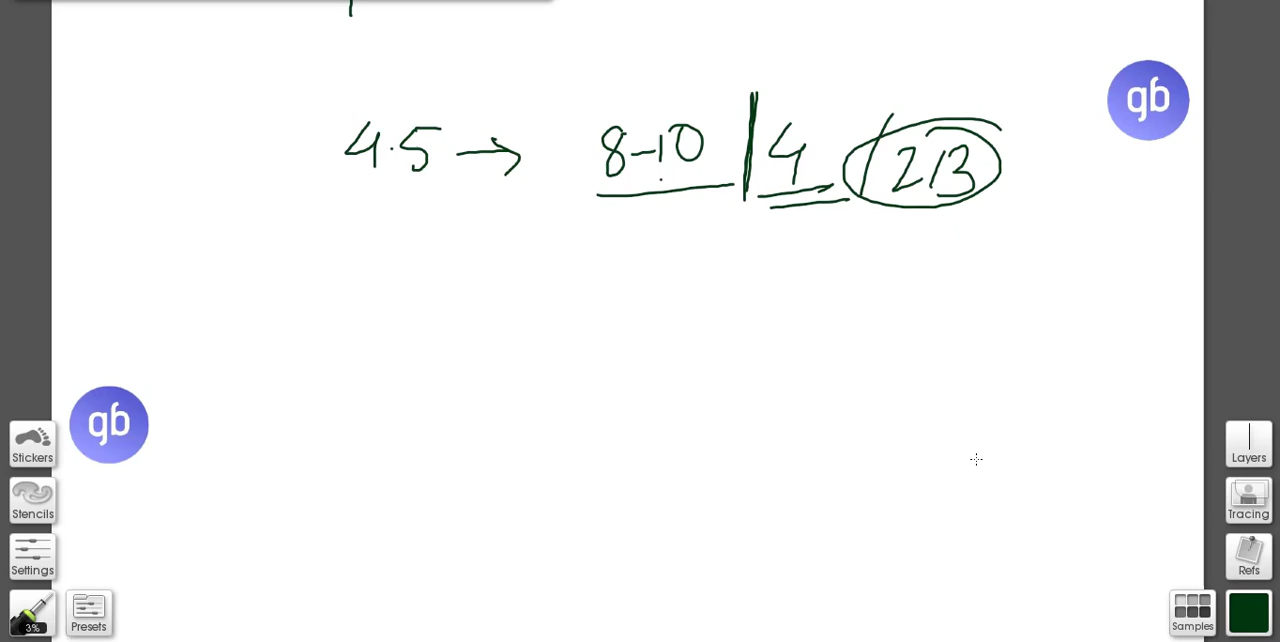 gb
4.5 → 8-10 | 4 / 2/3
gb
Stickers
Stencils
Settings
3%
Presets
Layers
Tracing
Refs
Samples